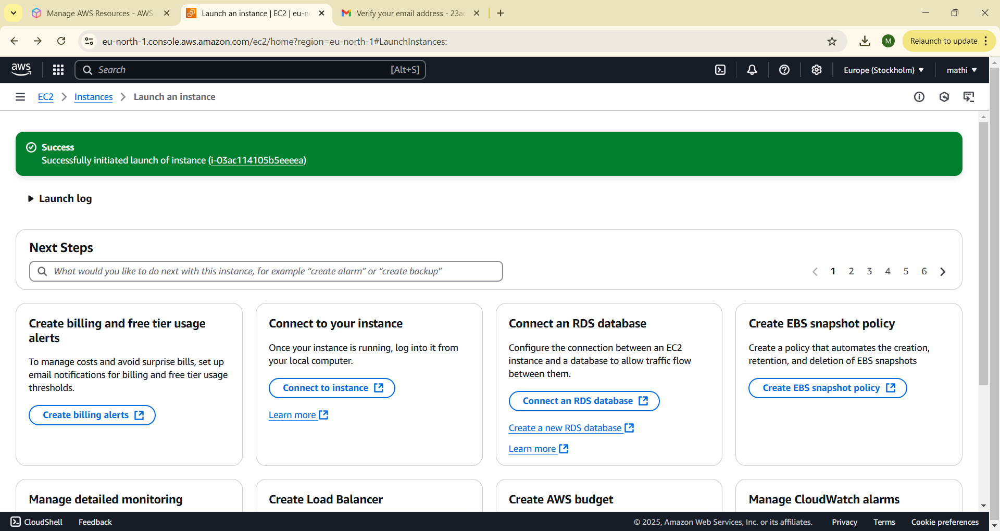 Manage AWS Resources - AWS
Launch an instance | EC2 | eu-n
Verify your email address - 23a
eu-north-1.console.aws.amazon.com/ec2/home?region=eu-north-1#LaunchInstances:
M
Relaunch to update
aws
Search
[Alt+S]
Europe (Stockholm)
mathi
EC2
Instances
Launch an instance
Success
Successfully initiated launch of instance (i-03ac114105b5eeeea)
Launch log
Next Steps
What would you like to do next with this instance, for example “create alarm” or “create backup"
1 2 3 4 5 6
Create billing and free tier usage
alerts
To manage costs and avoid surprise bills, set up
email notifications for billing and free tier usage
thresholds.
Create billing alerts
Connect to your instance
Once your instance is running, log into it from
your local computer.
Connect to instance
Learn more
Connect an RDS database
Configure the connection between an EC2
instance and a database to allow traffic flow
between them.
Connect an RDS database
Create a new RDS database
Learn more
Create EBS snapshot policy
Create a policy that automates the creation,
retention, and deletion of EBS snapshots
Create EBS snapshot policy
Manage detailed monitoring
Create Load Balancer
Create AWS budget
Manage CloudWatch alarms
CloudShell
Feedback
© 2025, Amazon Web Services, Inc. or its affiliates.
Privacy
Terms
Cookie preferences